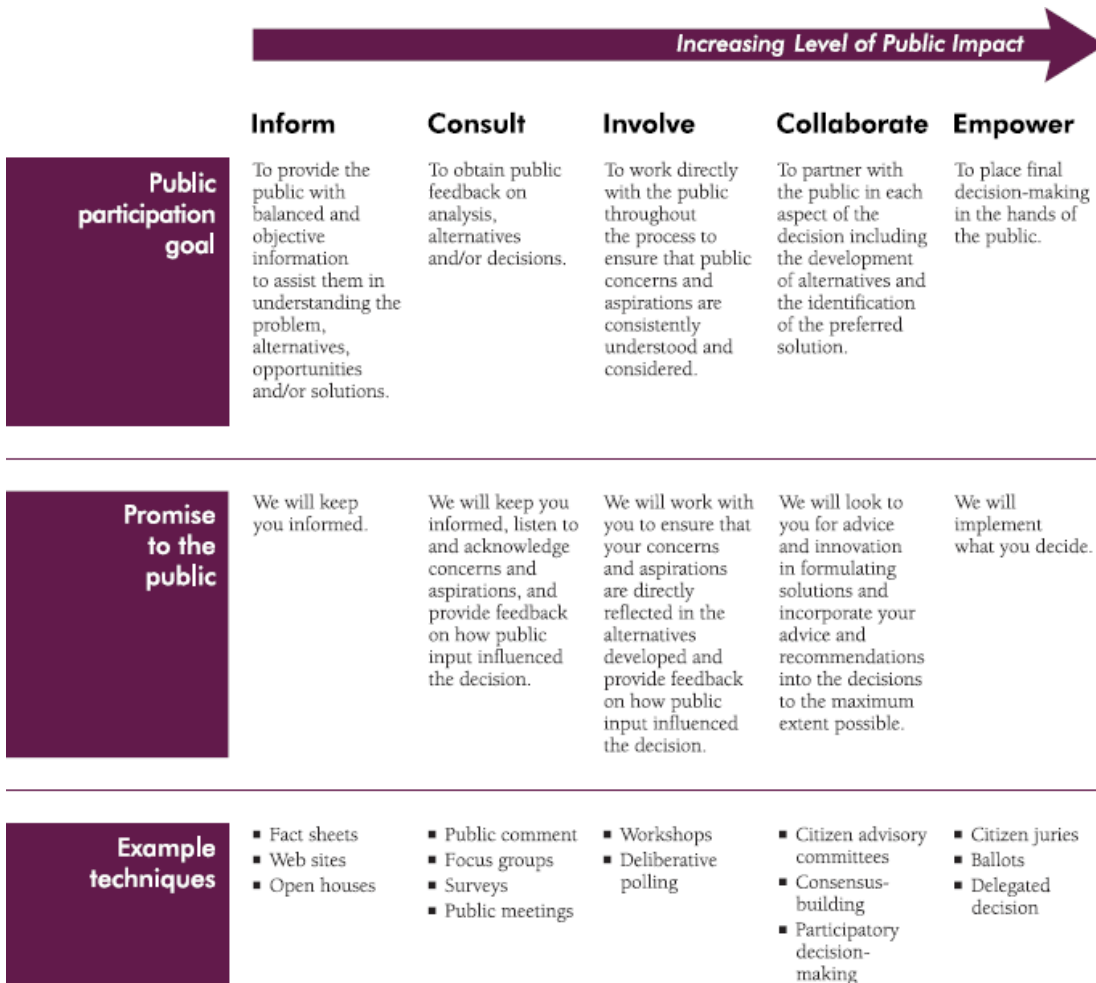 Increasing Level of Public Impact
Inform
Consult
Involve
Collaborate
Empower
Public
participation
goal
To provide the
public with
balanced and
objective
information
to assist them in
understanding the
problem,
alternatives,
opportunities
and/or solutions.
To obtain public
feedback on
analysis,
alternatives
and/or decisions.
To work directly
with the public
throughout
the process to
ensure that public
concerns and
aspirations are
consistently
understood and
considered.
To partner with
the public in each
aspect of the
decision including
the development
of alternatives and
the identification
of the preferred
solution.
To place final
decision-making
in the hands of
the public.
Promise
to the
public
We will keep
you informed.
We will keep you
informed, listen to
and acknowledge
concerns and
aspirations, and
provide feedback
on how public
input influenced
the decision.
We will work with
you to ensure that
your concerns
and aspirations
are directly
reflected in the
alternatives
developed and
provide feedback
on how public
input influenced
the decision.
We will look to
you for advice
and innovation
in formulating
solutions and
incorporate your
advice and
recommendations
into the decisions
to the maximum
extent possible.
We will
implement
what you decide.
Example
techniques
▪ Fact sheets
▪ Web sites
▪ Open houses
▪ Public comment
▪ Focus groups
▪ Surveys
▪ Public meetings
▪ Workshops
▪ Deliberative
polling
▪ Citizen advisory
committees
▪ Consensus-
building
▪ Participatory
decision-
making
▪ Citizen juries
▪ Ballots
▪ Delegated
decision